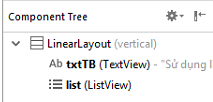 Component Tree
LinearLayout (vertical)
Ab txtTB (TextView) - "Sử dụng l
list (ListView)